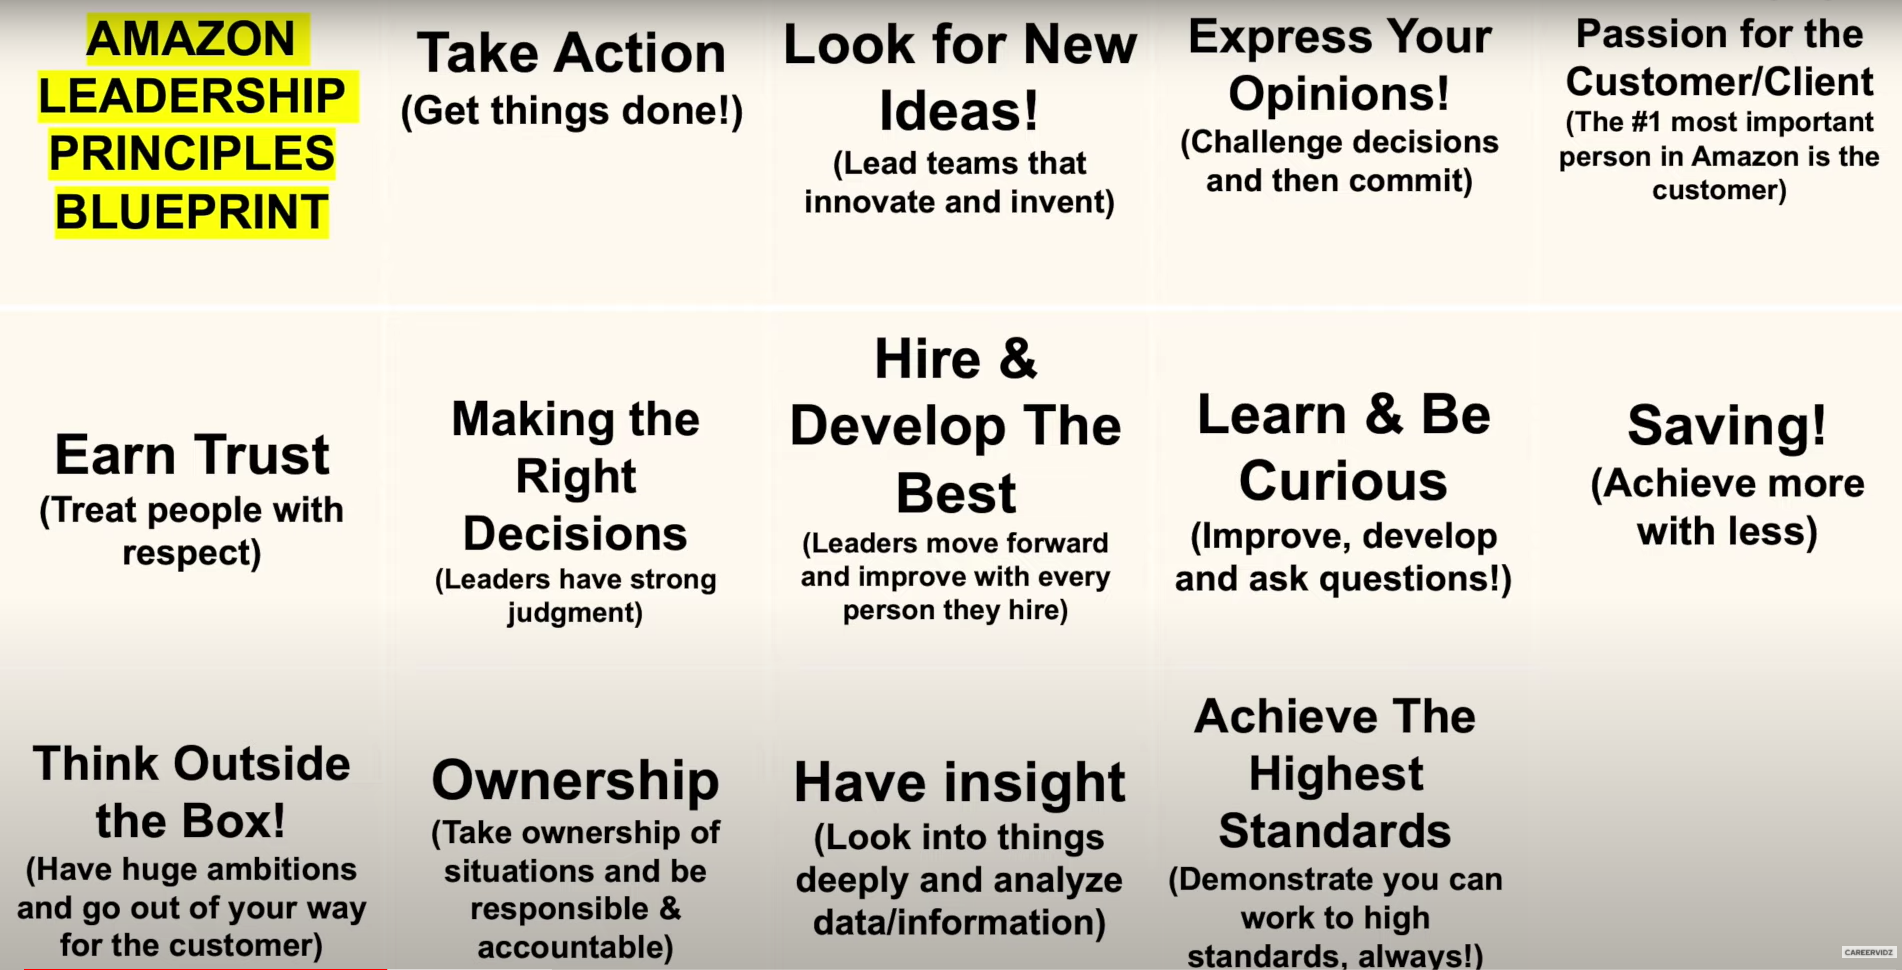 AMAZON
LEADERSHIP
PRINCIPLES
BLUEPRINT
Take Action
(Get things done!)
Look for New
Ideas!
(Lead teams that
innovate and invent)
Express Your
Opinions!
(Challenge decisions
and then commit)
Passion for the
Customer/Client
(The #1 most important
person in Amazon is the
customer)
Earn Trust
(Treat people with
respect)
Making the
Right
Decisions
(Leaders have strong
judgment)
Hire &
Develop The
Best
(Leaders move forward
and improve with every
person they hire)
Learn & Be
Curious
(Improve, develop
and ask questions!)
Saving!
(Achieve more
with less)
Think Outside
the Box!
(Have huge ambitions
and go out of your way
for the customer)
Ownership
(Take ownership of
situations and be
responsible &
accountable)
Have insight
(Look into things
deeply and analyze
data/information)
Achieve The
Highest
Standards
(Demonstrate you can
work to high
standards, always!)
CAREERVIDZ